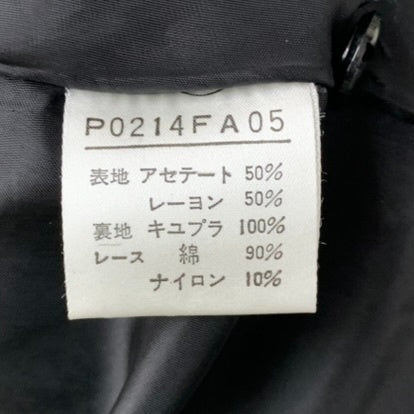 P0214FA05
表地 アセテート 50%
レーヨン 50%
裏地 キュプラ 100%
レース 綿 90%
ナイロン 10%